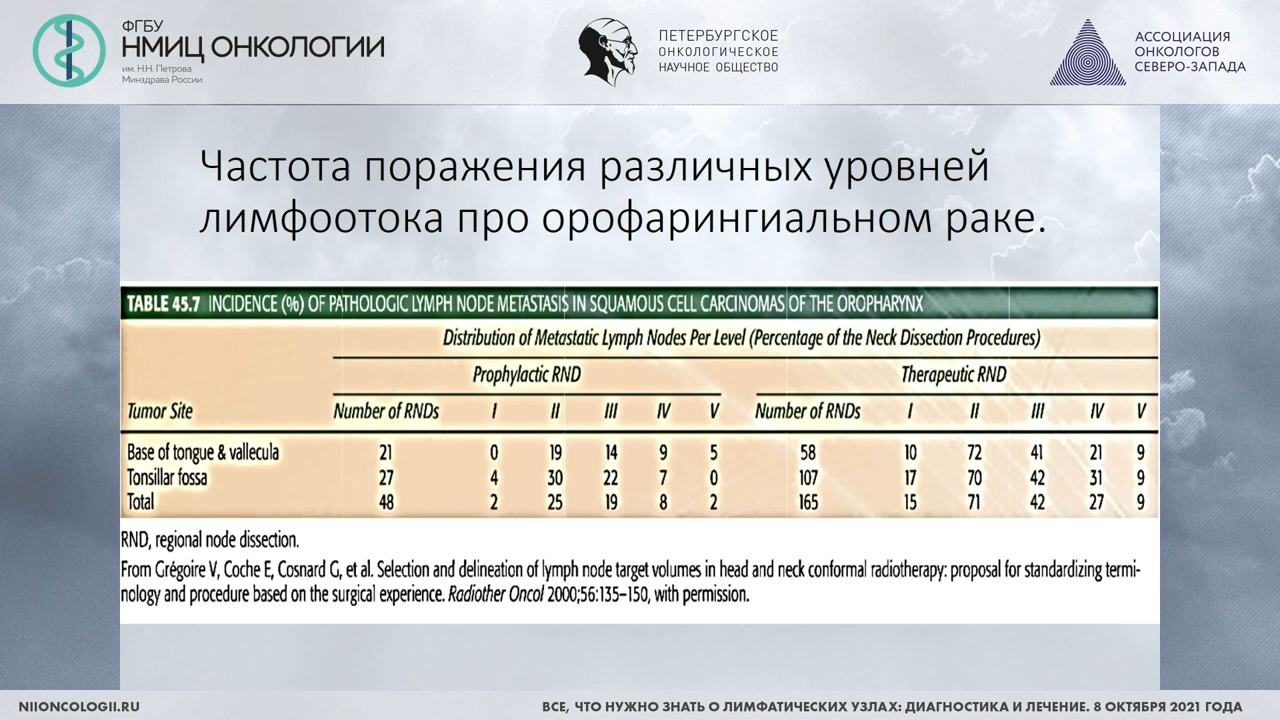 ФГБУ
НМИЦ ОНКОЛОГИИ
им. Н.Н. Петрова
Минздрава России
ПЕТЕРБУРГСКОЕ
ОНКОЛОГИЧЕСКОЕ
НАУЧНОЕ ОБЩЕСТВО
АССОЦИАЦИЯ
ОНКОЛОГОВ
СЕВЕРО-ЗАПАДА
Частота поражения различных уровней
лимфоотока про орофарингиальном раке.
TABLE 45.7 INCIDENCE (%) OF PATHOLOGIC LYMPH NODE METASTASIS IN SQUAMOUS CELL CARCINOMAS OF THE OROPHARYNX
Distribution of Metastatic Lymph Nodes Per Level (Percentage of the Neck Dissection Procedures)
Prophylactic RND Therapeutic RND
Tumor Site Number of RNDs I II III IV V Number of RNDs I II III IV V
Base of tongue & vallecula 21 0 19 14 9 5 58 10 72 41 21 9
Tonsillar fossa 27 4 30 22 7 0 107 17 70 42 31 9
Total 48 2 25 19 8 2 165 15 71 42 27 9
RND, regional node dissection.
From Grégoire V, Coche E, Cosnard G, et al. Selection and delineation of lymph node target volumes in head and neck conformal radiotherapy: proposal for standardizing termi-
nology and procedure based on the surgical experience. Radiother Oncol 2000;56:135–150, with permission.
NIIONCOLOGII.RU
ВСЕ, ЧТО НУЖНО ЗНАТЬ О ЛИМФАТИЧЕСКИХ УЗЛАХ: ДИАГНОСТИКА И ЛЕЧЕНИЕ. 8 ОКТЯБРЯ 2021 ГОДА